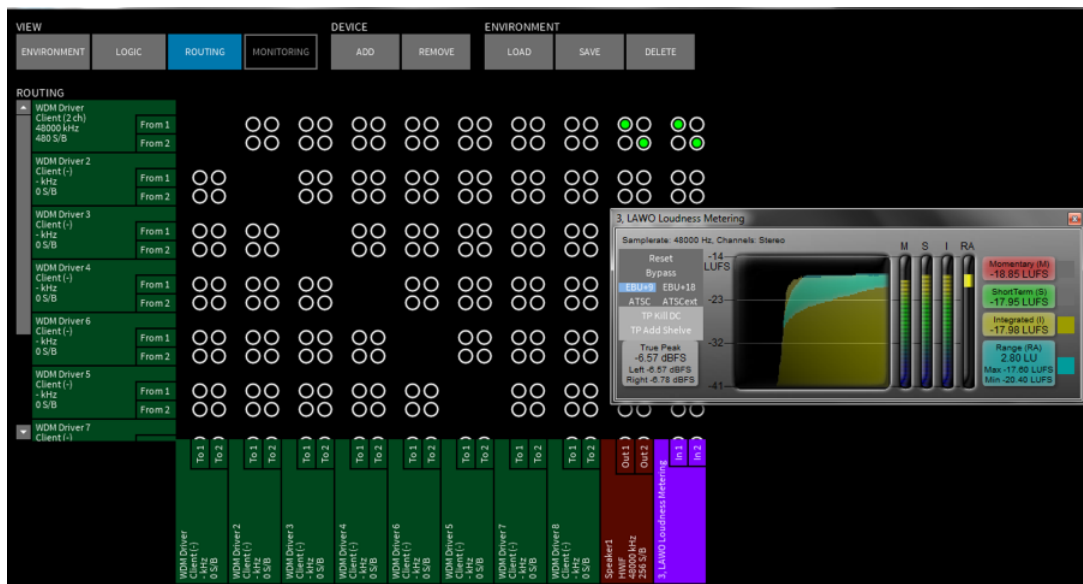 VIEW
DEVICE
ENVIRONMENT
ENVIRONMENT
LOGIC
ROUTING
MONITORING
ADD
REMOVE
LOAD
SAVE
DELETE
ROUTING
WDM Driver
Client (2 ch)
48000 kHz
480 S/B
From 1
From 2
WDM Driver 2
Client (-)
- kHz
0 S/B
From 1
From 2
WDM Driver 3
Client (-)
- kHz
0 S/B
From 1
From 2
WDM Driver 4
Client (-)
- kHz
0 S/B
From 1
From 2
WDM Driver 6
Client (-)
- kHz
0 S/B
From 1
From 2
WDM Driver 5
Client (-)
- kHz
0 S/B
From 1
From 2
WDM Driver 7
Client (-)
3, LAWO Loudness Metering
Samplerate: 48000 Hz, Channels: Stereo
Reset
Bypass
EBU+9 EBU+18
ATSC ATSCext
TP Kill DC
TP Add Shelve
True Peak
-6.57 dBFS
Left -6.57 dBFS
Right -6.78 dBFS
-14
LUFS
-23
-32
-41
M S I RA
Momentary (M)
-18.85 LUFS
ShortTerm (S)
-17.95 LUFS
Integrated (I)
-17.98 LUFS
Range (RA)
2.80 LU
Max -17.60 LUFS
Min -20.40 LUFS
To 1
To 2
WDM Driver
Client (-)
- kHz
0 S/B
To 1
To 2
WDM Driver 2
Client (-)
- kHz
0 S/B
To 1
To 2
WDM Driver 3
Client (-)
- kHz
0 S/B
To 1
To 2
WDM Driver 4
Client (-)
- kHz
0 S/B
To 1
To 2
WDM Driver 6
Client (-)
- kHz
0 S/B
To 1
To 2
WDM Driver 5
Client (-)
- kHz
0 S/B
To 1
To 2
WDM Driver 7
Client (-)
- kHz
0 S/B
To 1
To 2
WDM Driver 8
Client (-)
- kHz
0 S/B
Out 1
Out 2
Speaker1
HWIF
48000 kHz
256 S/B
In 1
In 2
3, LAWO Loudness Metering